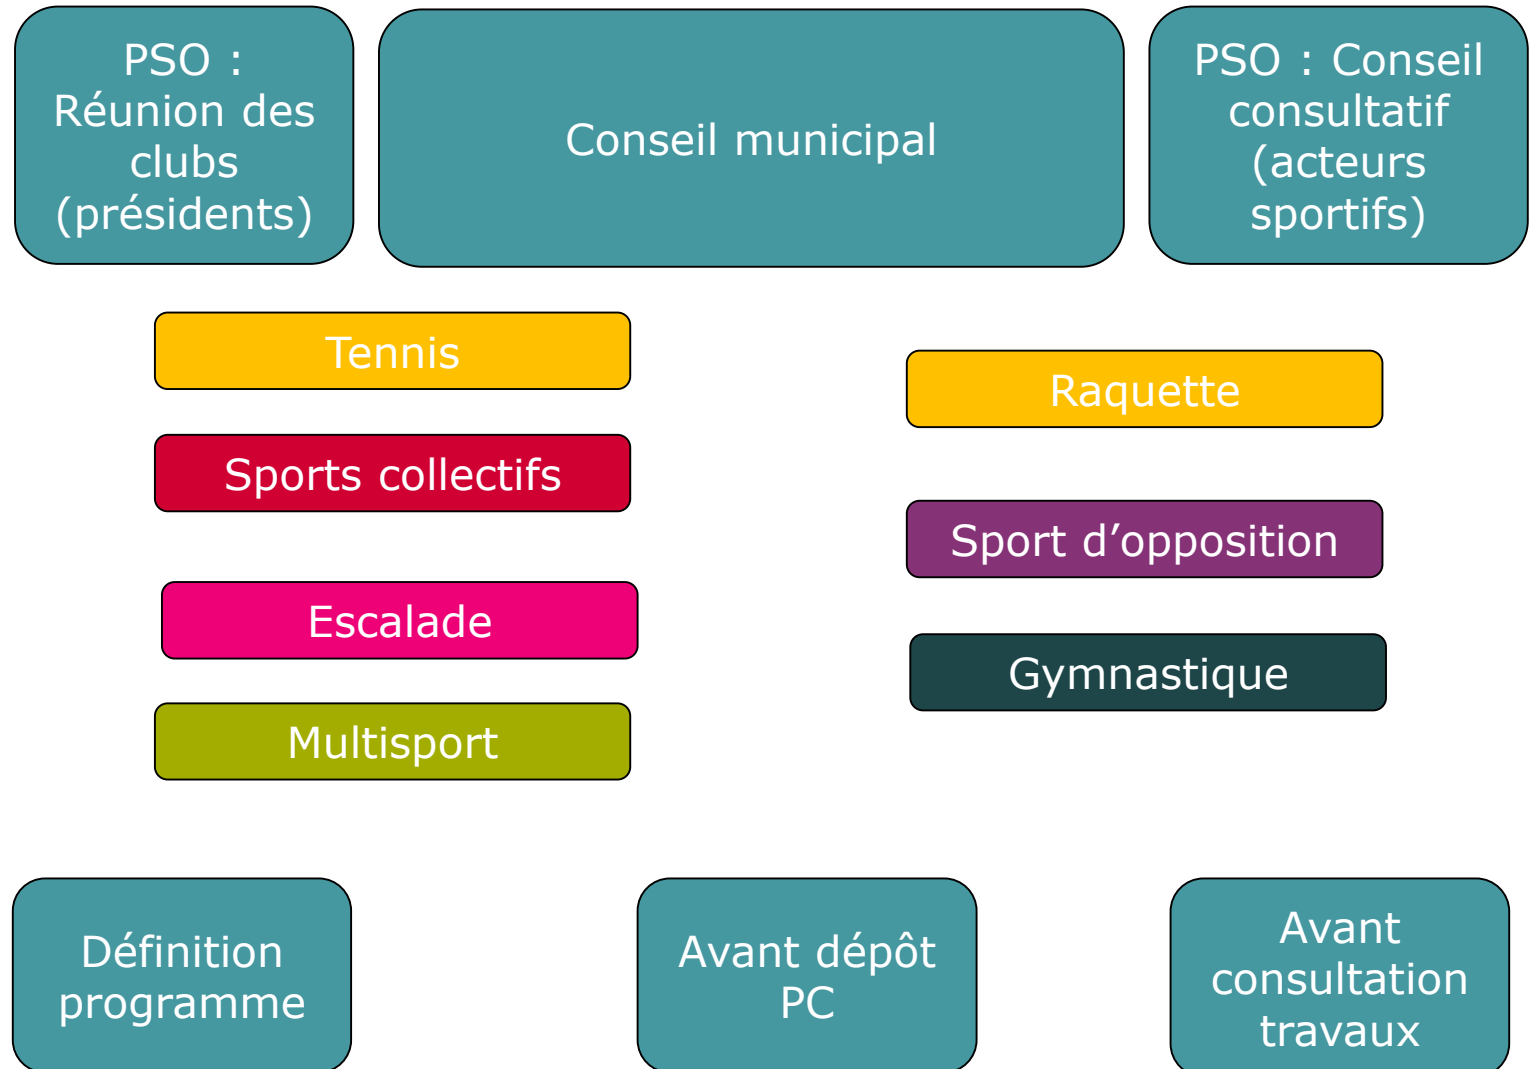 PSO :
Réunion des
clubs
(présidents)
Conseil municipal
PSO : Conseil
consultatif
(acteurs
sportifs)
Tennis
Raquette
Sports collectifs
Sport d’opposition
Escalade
Gymnastique
Multisport
Définition
programme
Avant dépôt
PC
Avant
consultation
travaux